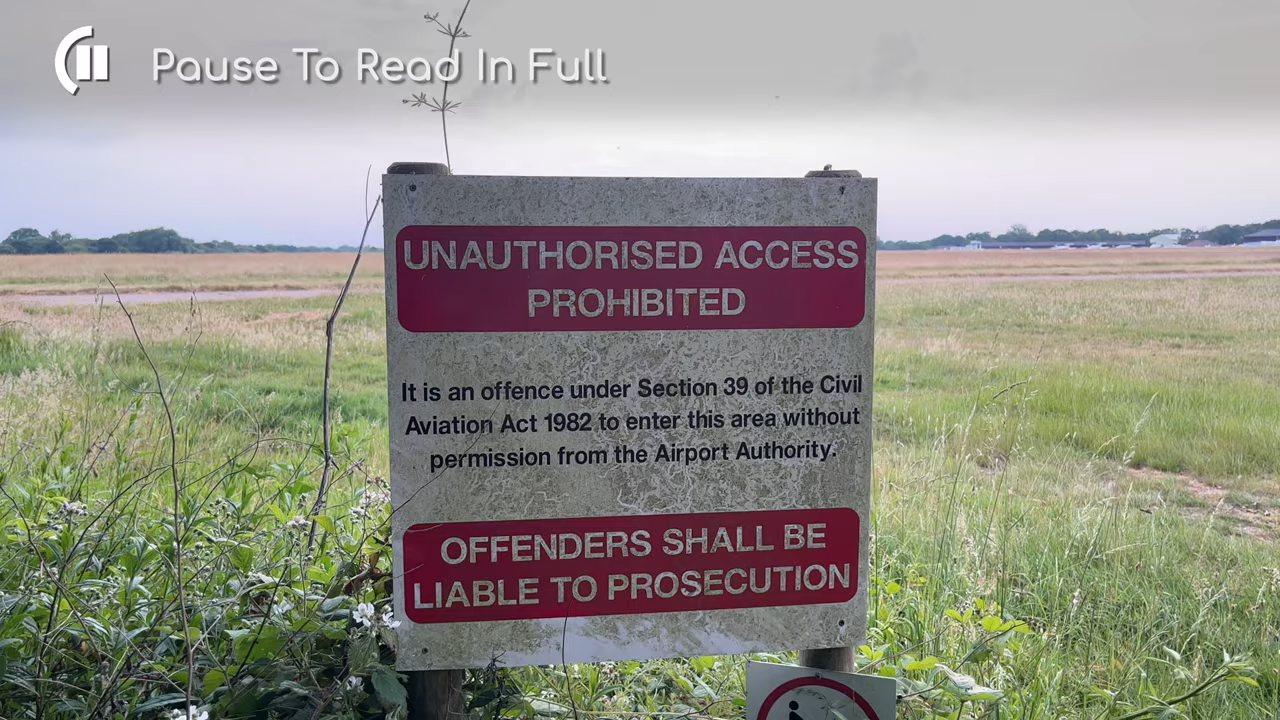 Pause To Read In Full
UNAUTHORISED ACCESS
PROHIBITED
It is an offence under Section 39 of the Civil
Aviation Act 1982 to enter this area without
permission from the Airport Authority.
OFFENDERS SHALL BE
LIABLE TO PROSECUTION